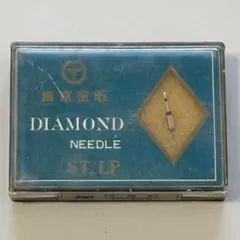 東京宝石
DIAMOND
NEEDLE
ST. LP